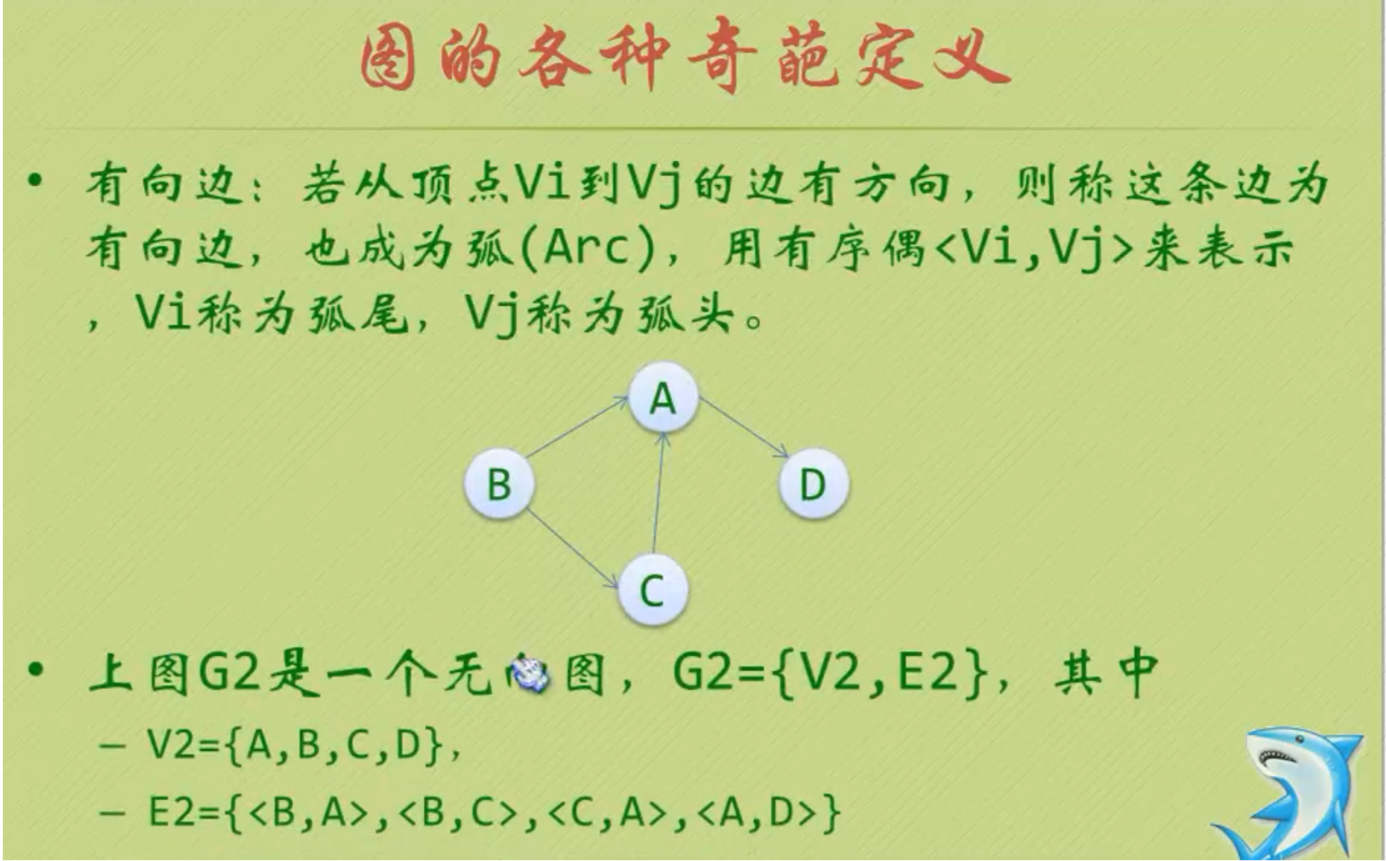 图的各种奇葩定义
• 有向边：若从顶点Vi到Vj的边有方向，则称这条边为
有向边，也成为弧(Arc)，用有序偶<Vi,Vj>来表示
，Vi称为弧尾，Vj称为弧头。
A
B
D
C
• 上图G2是一个无图，G2={V2,E2}，其中
– V2={A,B,C,D}，
– E2={<B,A>,<B,C>,<C,A>,<A,D>}